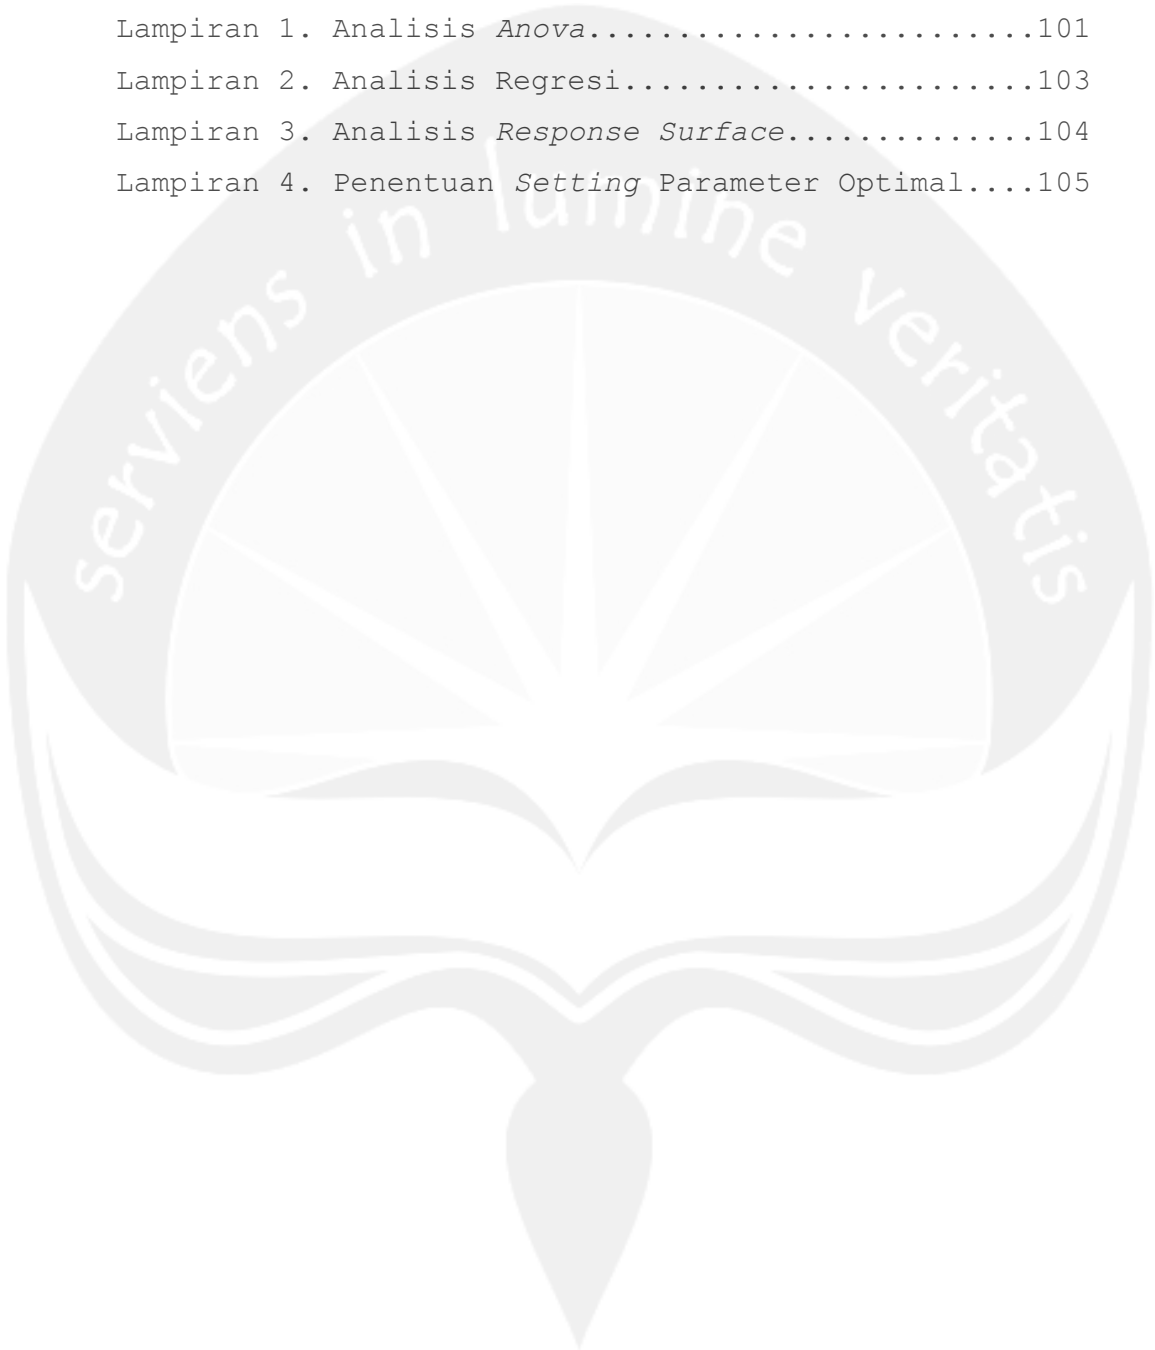 Lampiran 1. Analisis Anova.........................101
Lampiran 2. Analisis Regresi.......................103
Lampiran 3. Analisis Response Surface..............104
Lampiran 4. Penentuan Setting Parameter Optimal....105
serviens in lumine veritatis